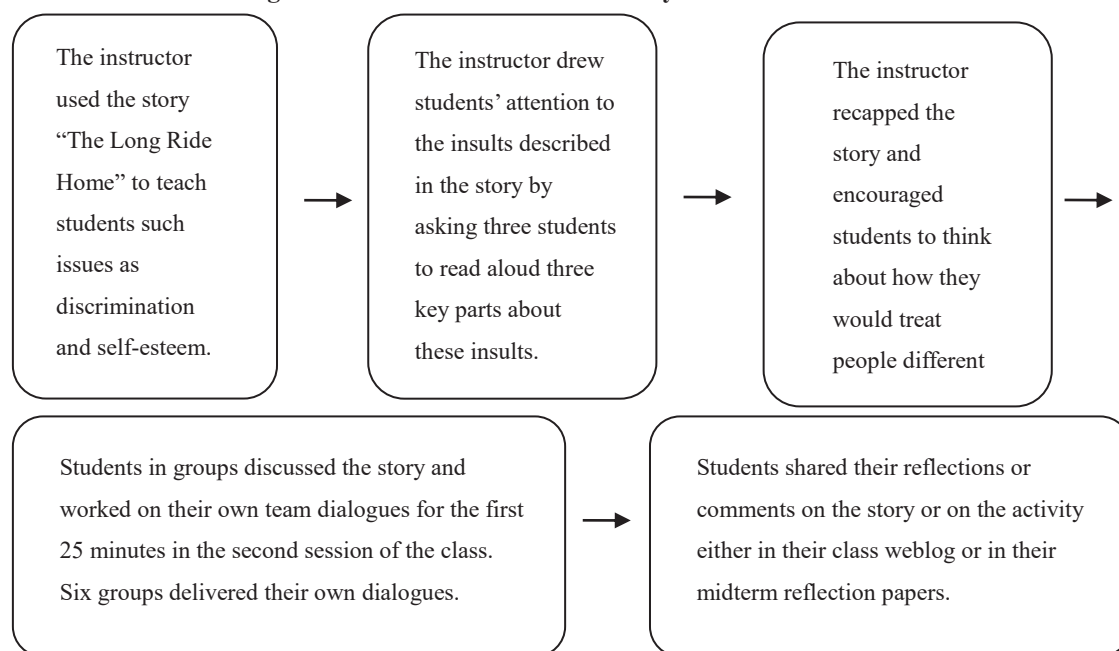 The instructor
used the story
“The Long Ride
Home” to teach
students such
issues as
discrimination
and self-esteem.
The instructor drew
students’ attention to
the insults described
in the story by
asking three students
to read aloud three
key parts about
these insults.
The instructor
recapped the
story and
encouraged
students to think
about how they
would treat
people different
Students in groups discussed the story and
worked on their own team dialogues for the first
25 minutes in the second session of the class.
Six groups delivered their own dialogues.
Students shared their reflections or
comments on the story or on the activity
either in their class weblog or in their
midterm reflection papers.